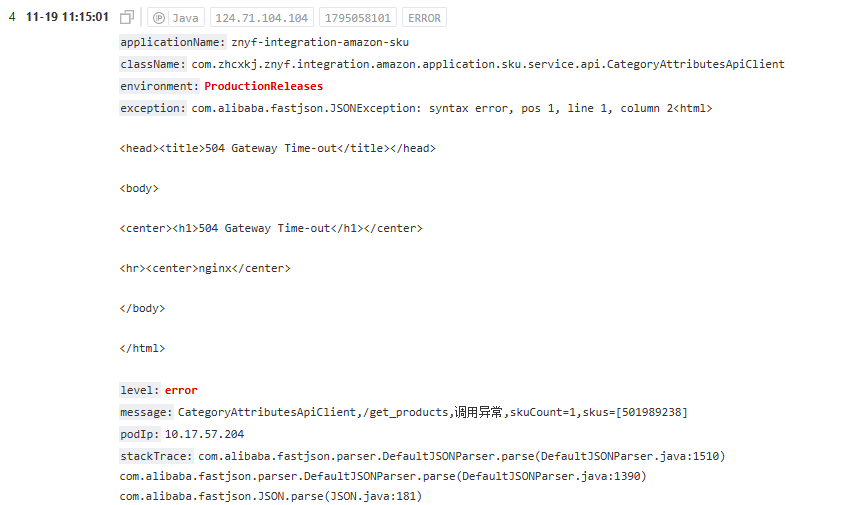 4 11-19 11:15:01 Java 124.71.104.104 1795058101 ERROR
applicationName: znyf-integration-amazon-sku
className: com.zhcxkj.znyf.integration.amazon.application.sku.service.api.CategoryAttributesApiClient
environment: ProductionReleases
exception: com.alibaba.fastjson.JSONException: syntax error, pos 1, line 1, column 2<html>
<head><title>504 Gateway Time-out</title></head>
<body>
<center><h1>504 Gateway Time-out</h1></center>
<hr><center>nginx</center>
</body>
</html>
level: error
message: CategoryAttributesApiClient,/get_products,调用异常,skuCount=1,skus=[501989238]
podIp: 10.17.57.204
stackTrace: com.alibaba.fastjson.parser.DefaultJSONParser.parse(DefaultJSONParser.java:1510)
com.alibaba.fastjson.parser.DefaultJSONParser.parse(DefaultJSONParser.java:1390)
com.alibaba.fastjson.JSON.parse(JSON.java:181)